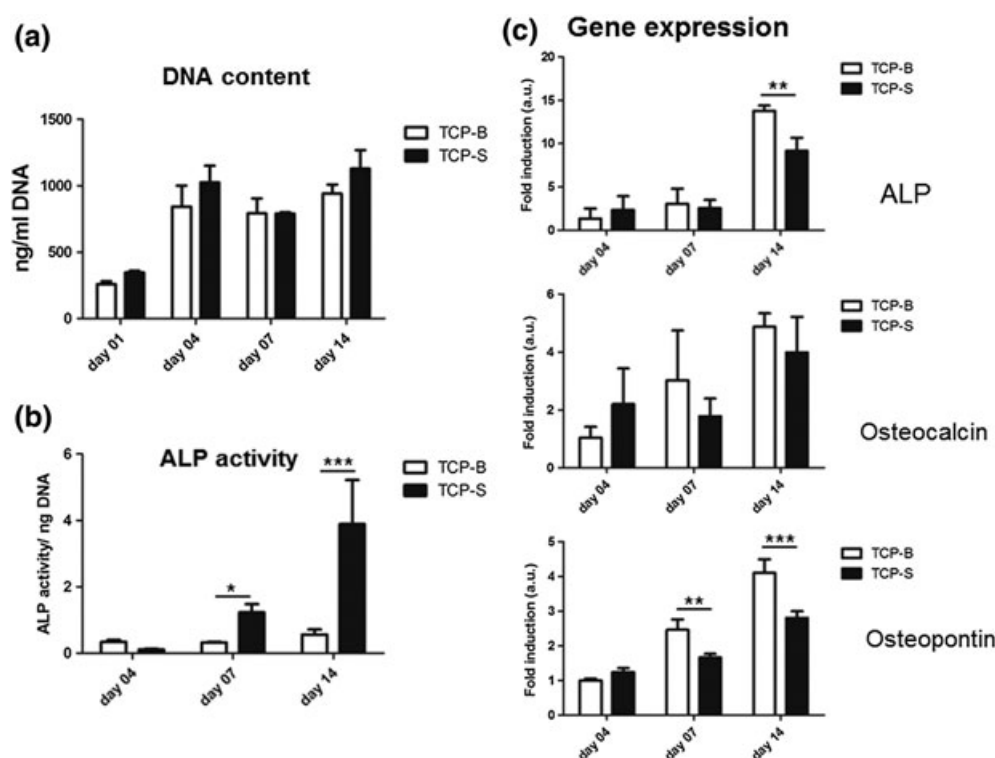 (a)
DNA content
1500
1000
500
0
ng/ml DNA
TCP-B
TCP-S
day 01
day 04
day 07
day 14
(b)
ALP activity
6
4
2
0
ALP activity/ ng DNA
*
***
TCP-B
TCP-S
day 04
day 07
day 14
(c)
Gene expression
20
15
10
5
0
Fold induction (a.u.)
**
TCP-B
TCP-S
ALP
day 04
day 07
day 14
6
4
2
0
Fold induction (a.u.)
TCP-B
TCP-S
Osteocalcin
day 04
day 07
day 14
5
4
3
2
1
0
Fold induction (a.u.)
**
***
TCP-B
TCP-S
Osteopontin
day 04
day 07
day 14